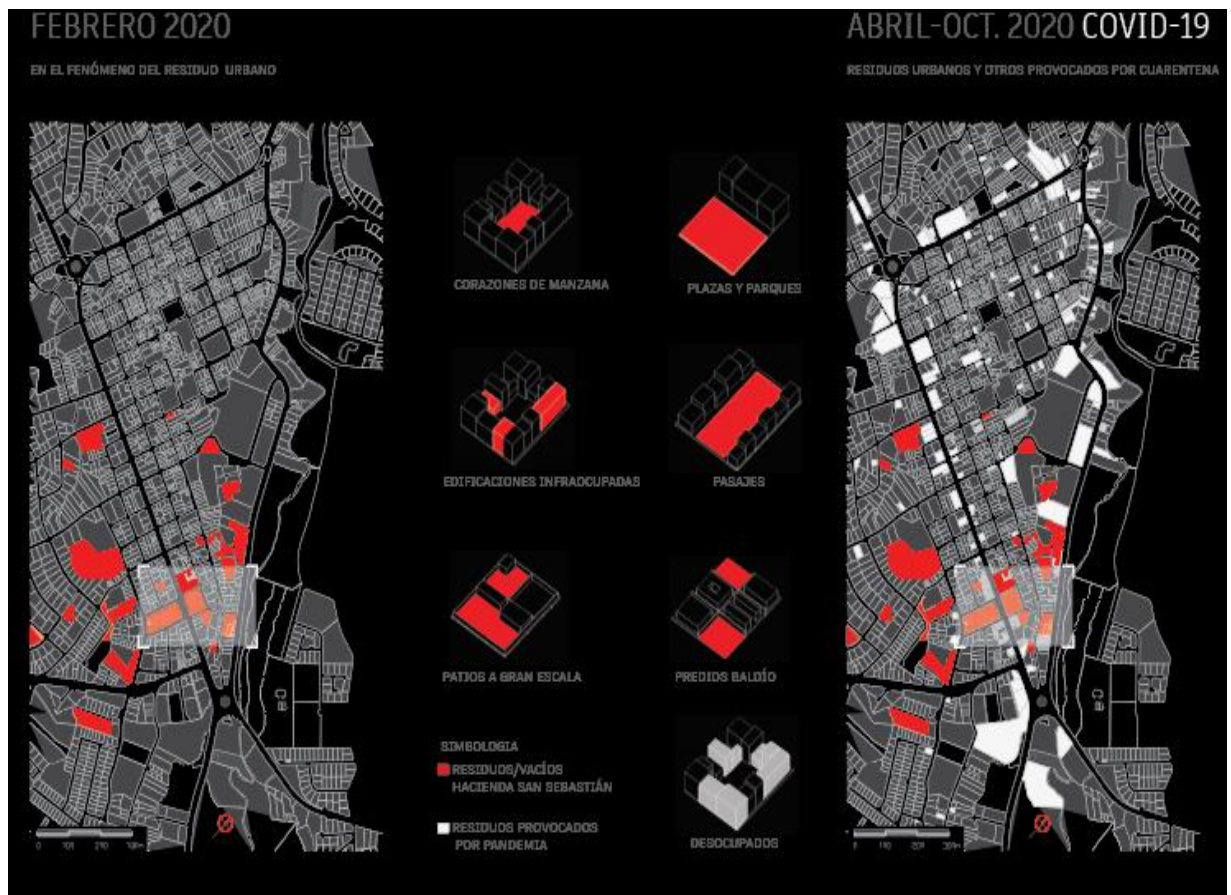 FEBRERO 2020
EN EL FENÓMENO DEL RESIDUO URBANO
ABRIL-OCT. 2020 COVID-19
RESIDUOS URBANOS Y OTROS PROVOCADOS POR CUARENTENA
CORAZONES DE MANZANA
PLAZAS Y PARQUES
EDIFICACIONES INFRAOCUPADAS
PASAJES
PATIOS A GRAN ESCALA
PREDIOS BALDÍO
SIMBOLOGIA
RESIDUOS/VACÍOS
HACIENDA SAN SEBASTIÁN
RESIDUOS PROVOCADOS
POR PANDEMIA
DESOCUPADOS